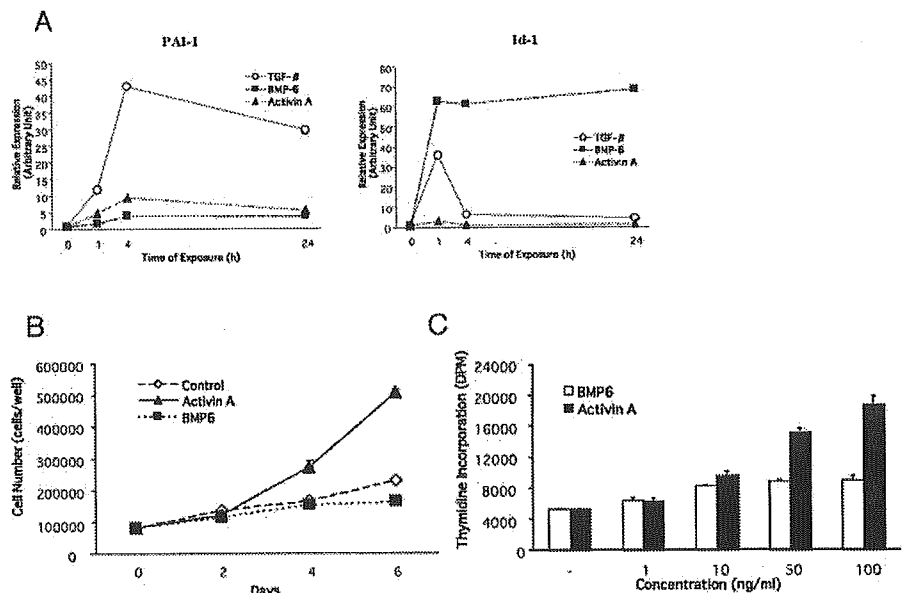 A
PAI-1
Id-1
50
45
40
35
30
25
20
15
10
5
0
Relative Expression
(Arbitrary Unit)
TGF-β
BMP-6
Activin A
0 1 4 24
Time of Exposure (h)
80
70
60
50
40
30
20
10
0
Relative Expression
(Arbitrary Unit)
TGF-β
BMP-6
Activin A
0 1 4 24
Time of Exposure (h)
B
600000
500000
400000
300000
200000
100000
0
Cell Number (cells/well)
Control
Activin A
BMP6
0 2 4 6
Days
C
24000
20000
16000
12000
8000
4000
0
Thymidine Incorporation (DPM)
BMP6
Activin A
- 1 10 50 100
Concentration (ng/ml)